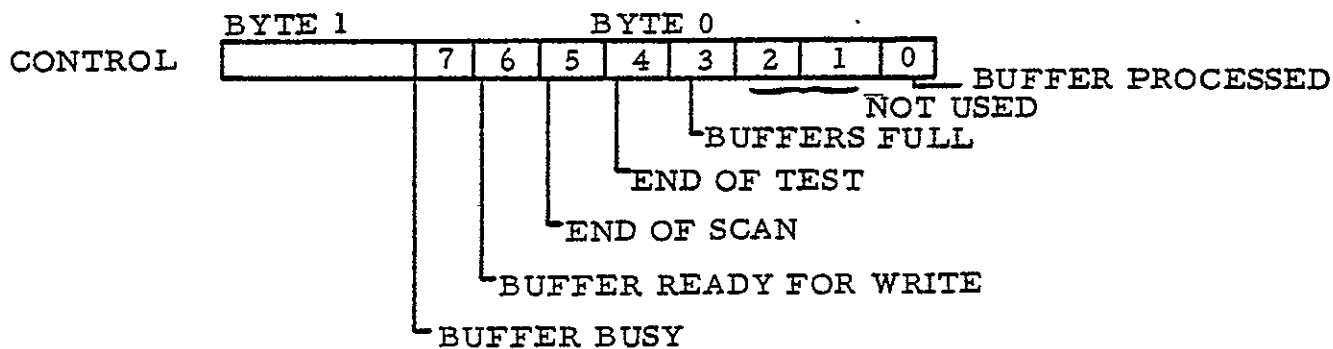 BYTE 1 BYTE 0
CONTROL 7 6 5 4 3 2 1 0
BUFFER PROCESSED
NOT USED
BUFFERS FULL
END OF TEST
END OF SCAN
BUFFER READY FOR WRITE
BUFFER BUSY